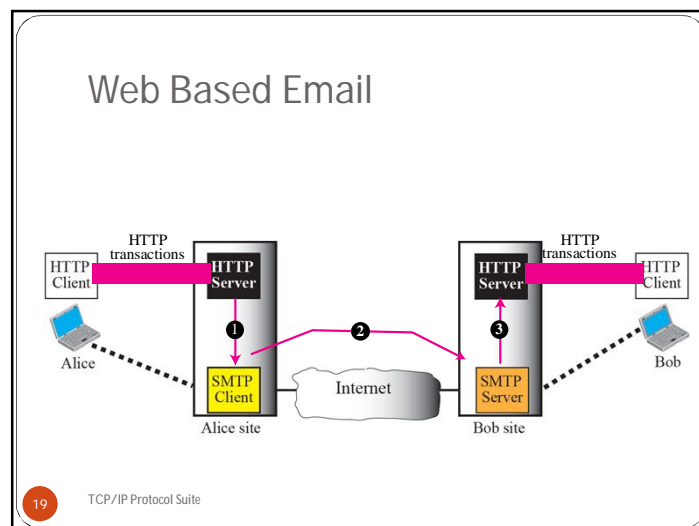 Web Based Email
HTTP
transactions
HTTP
transactions
HTTP
Client
HTTP
Server
HTTP
Server
HTTP
Client
1
2
3
Alice
Bob
SMTP
Client
Internet
SMTP
Server
Alice site
Bob site
19
TCP/IP Protocol Suite